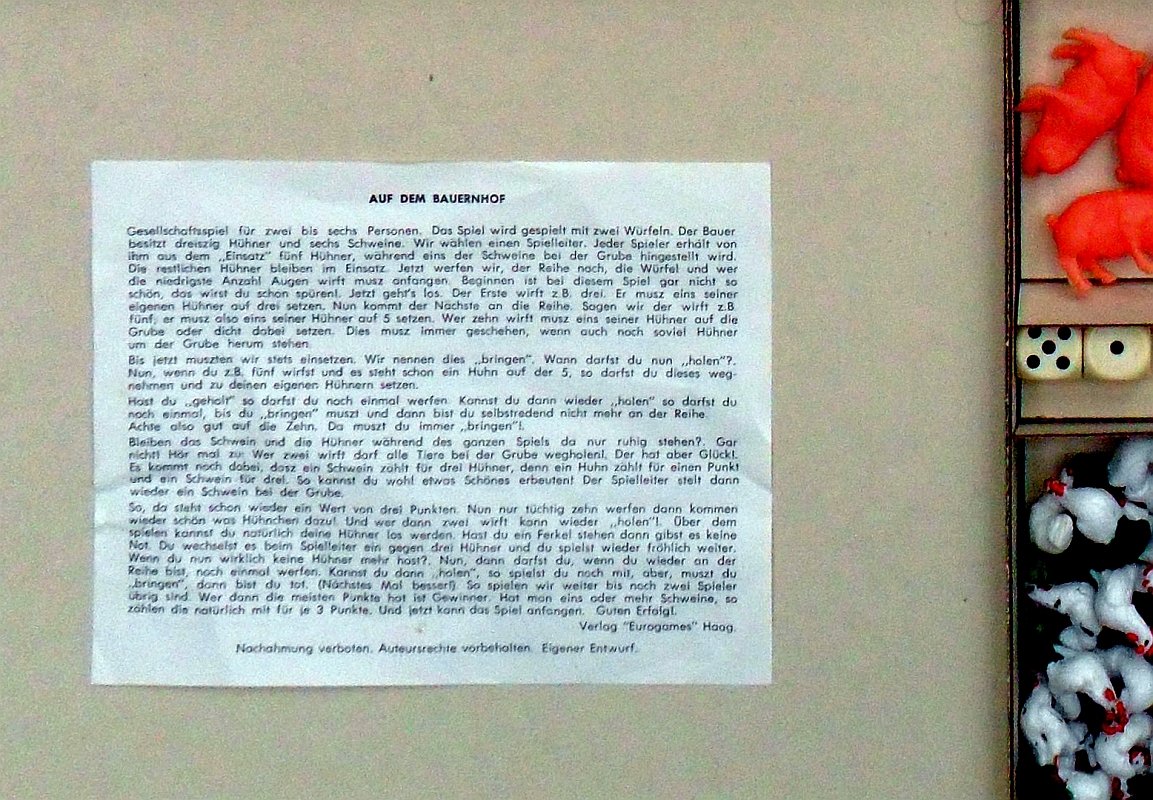 AUF DEM BAUERNHOF
Gesellschaftsspiel für zwei bis sechs Personen. Das Spiel wird gespielt mit zwei Würfeln. Der Bauer
besitzt dreiszig Hühner und sechs Schweine. Wir wählen einen Spielleiter. Jeder Spieler erhält von
ihm aus dem „Einsatz" fünf Hühner, während eins der Schweine bei der Grube hingestellt wird.
Die restlichen Hühner bleiben im Einsatz. Jetzt werfen wir, der Reihe nach, die Würfel und wer
die niedrigste Anzahl Augen wirft musz anfangen. Beginnen ist bei diesem Spiel gar nicht so
schön, das wirst du schon spüren!. Jetzt geht's los. Der Erste wirft z.B. drei. Er musz eins seiner
eigenen Hühner auf drei setzen. Nun kommt der Nächste an die Reihe. Sagen wir der wirft z.B.
fünf, er musz also eins seiner Hühner auf 5 setzen. Wer zehn wirft musz eins seiner Hühner auf die
Grube oder dicht dabei setzen. Dies musz immer geschehen, wenn auch noch soviel Hühner
um der Grube herum stehen.
Bis jetzt muszten wir stets einsetzen. Wir nennen dies „bringen". Wann darfst du nun „holen"?.
Nun, wenn du z.B. fünf wirfst und es steht schon ein Huhn auf der 5, so darfst du dieses weg-
nehmen und zu deinen eigenen Hühnern setzen.
Hast du „geholt" so darfst du noch einmal werfen. Kannst du dann wieder „holen" so darfst du
noch einmal, bis du „bringen" muszt und dann bist du selbstredend nicht mehr an der Reihe.
Achte also gut auf die Zehn. Da muszt du immer „bringen"!.
Bleiben das Schwein und die Hühner während des ganzen Spiels da nur ruhig stehen?. Gar
nicht! Hör mal zu: Wer zwei wirft darf alle Tiere bei der Grube wegholen!. Der hat aber Glück!.
Es kommt noch dabei, dasz ein Schwein zählt für drei Hühner, denn ein Huhn zählt für einen Punkt
und ein Schwein für drei. So kannst du wohl etwas Schönes erbeuten! Der Spielleiter stelt dann
wieder ein Schwein bei der Grube.
So, da steht schon wieder ein Wert von drei Punkten. Nun nur tüchtig zehn werfen dann kommen
wieder schön was Hühnchen dazu!. Und wer dann zwei wirft kann wieder „holen"!. Über dem
spielen kannst du natürlich deine Hühner los werden. Hast du ein Ferkel stehen dann gibst es keine
Not. Du wechselst es beim Spielleiter ein gegen drei Hühner und du spielst wieder fröhlich weiter.
Wenn du nun wirklich keine Hühner mehr hast?. Nun, dann darfst du, wenn du wieder an der
Reihe bist, noch einmal werfen. Kannst du dann „holen", so spielst du noch mit, aber, muszt du
„bringen", dann bist du tot. (Nächstes Mal besser!). So spielen wir weiter bis noch zwei Spieler
übrig sind. Wer dann die meisten Punkte hat ist Gewinner. Hat man eins oder mehr Schweine, so
zählen die natürlich mit für je 3 Punkte. Und jetzt kann das Spiel anfangen. Guten Erfolg!.
Verlag "Eurogames" Haag.
Nachahmung verboten. Auteursrechte vorbehalten. Eigener Entwurf.